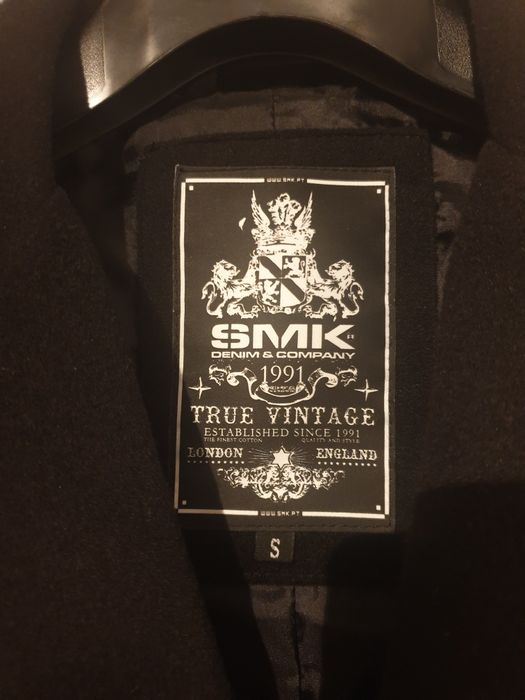 WWW.SMK.PT
SMK
DENIM & COMPANY
1991
TRUE VINTAGE
ESTABLISHED SINCE 1991
THE FINEST COTTON QUALITY AND STYLE
LONDON ENGLAND
WWW.SMK.PT
S